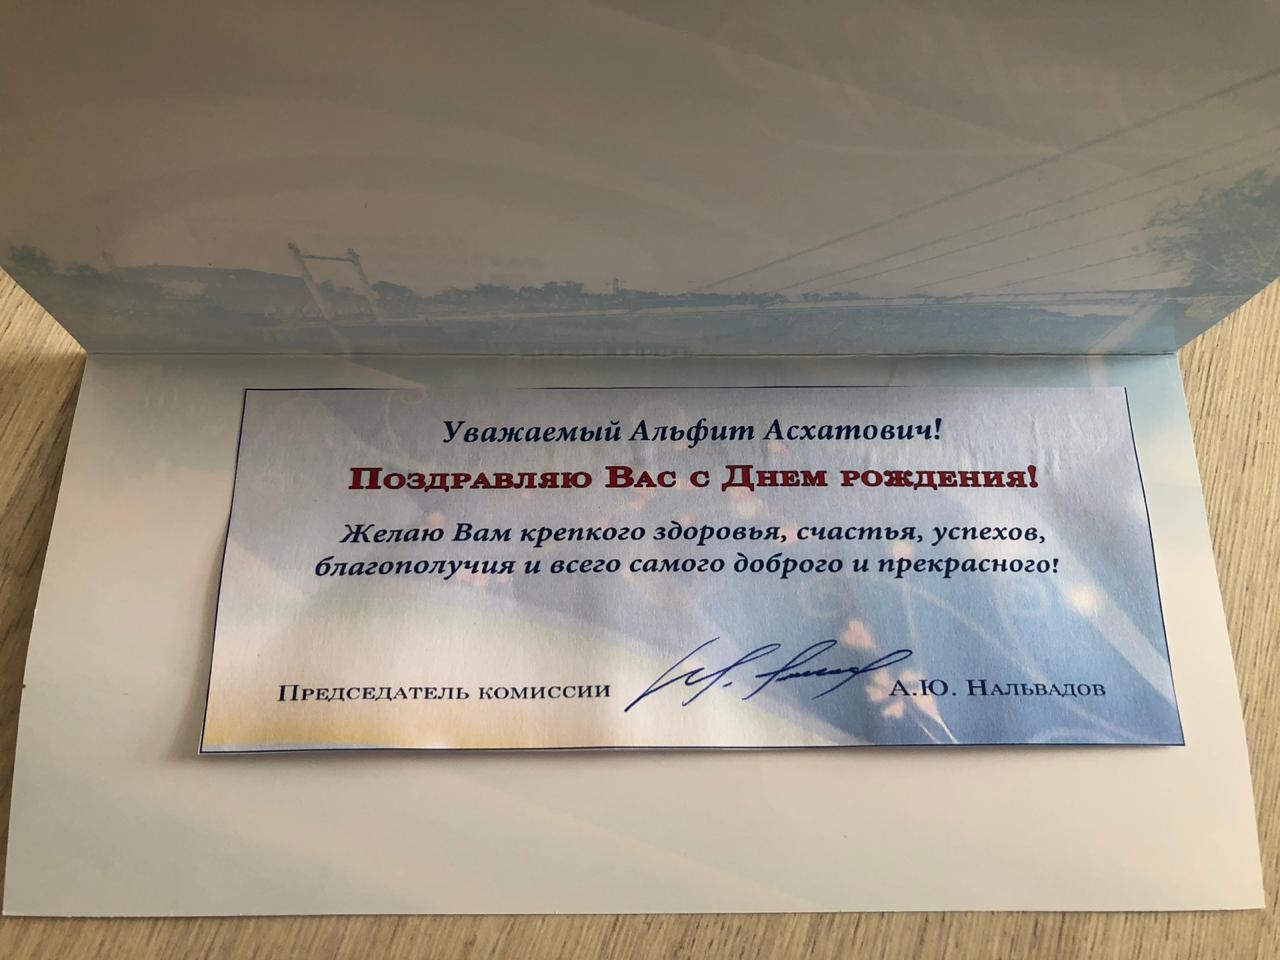 Уважаемый Альфит Асхатович!
Поздравляю Вас с Днем рождения!
Желаю Вам крепкого здоровья, счастья, успехов,
благополучия и всего самого доброго и прекрасного!
Председатель комиссии А.Ю. Нальвадов